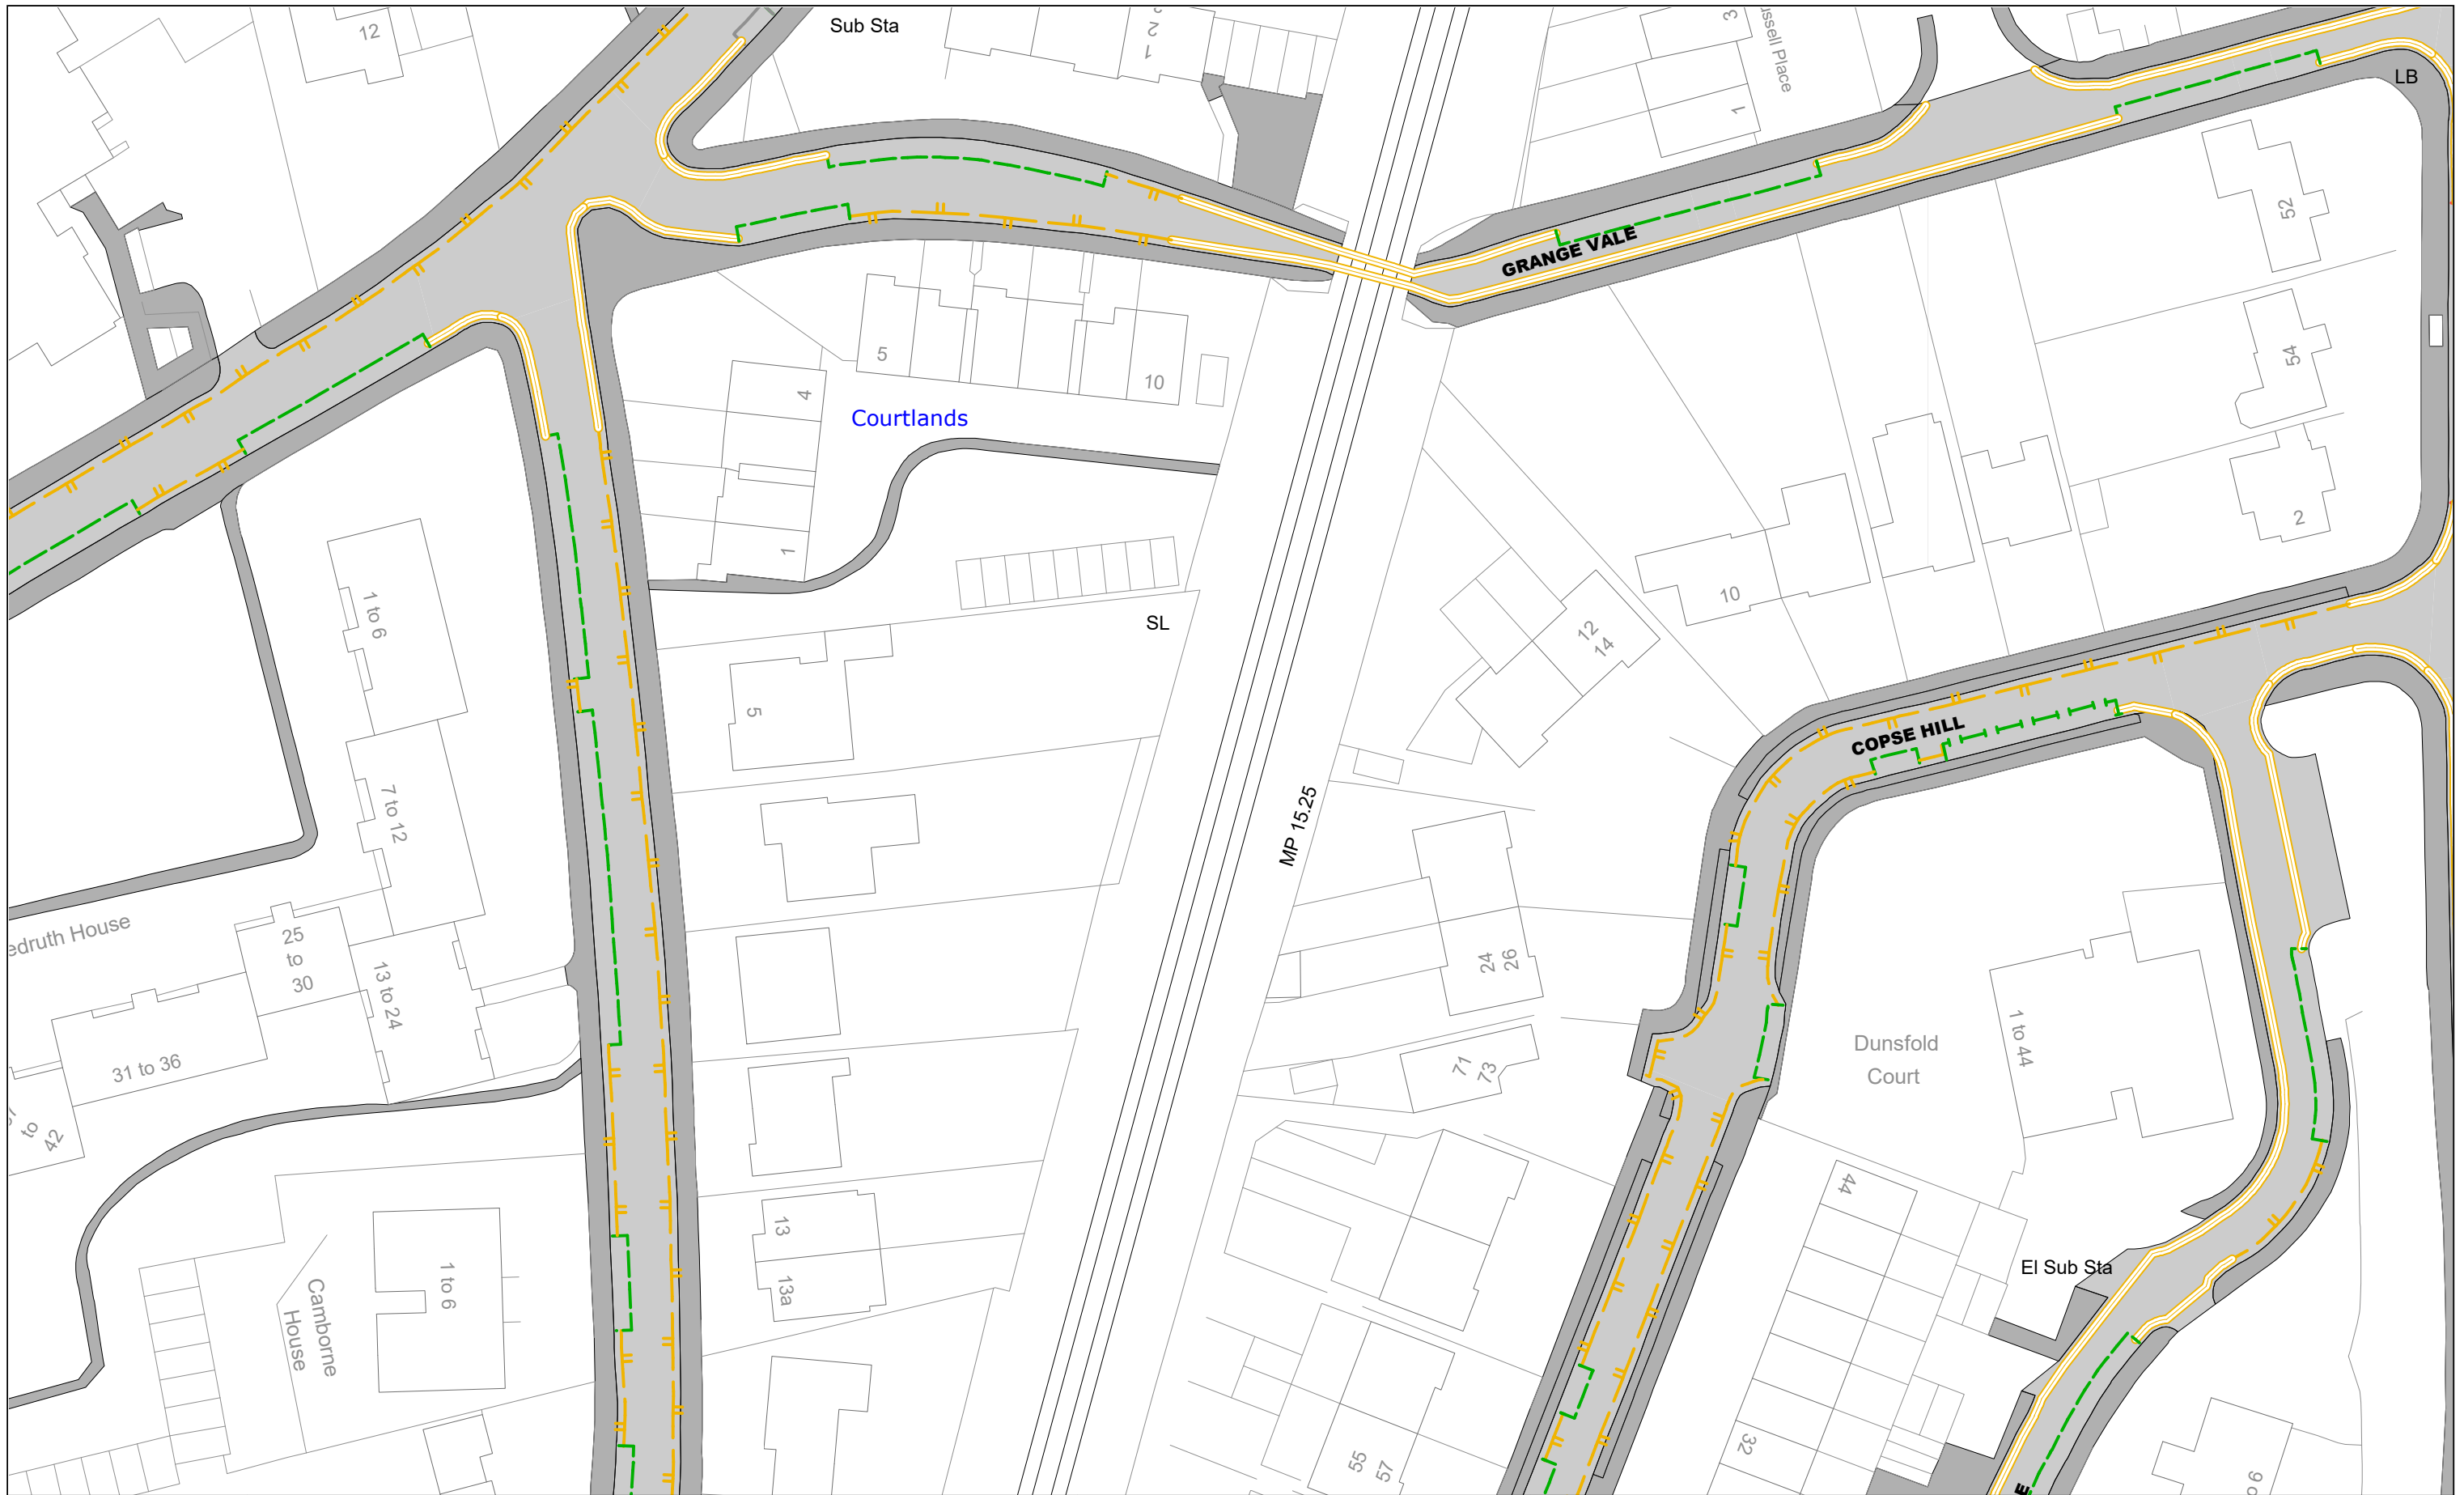 12
Sub Sta
2
1
3
1
LB
52
GRANGE VALE
54
5
10
4
Courtlands
1
2
10
1 to 6
SL
12
14
5
COPSE HILL
7 to 12
MP 15.25
25
to
30
13 to 24
24
26
31 to 36
71
73
Dunsfold
Court
1 to 44
to
42
44
13
13a
1 to 6
Camborne
House
El Sub Sta
32
55
57